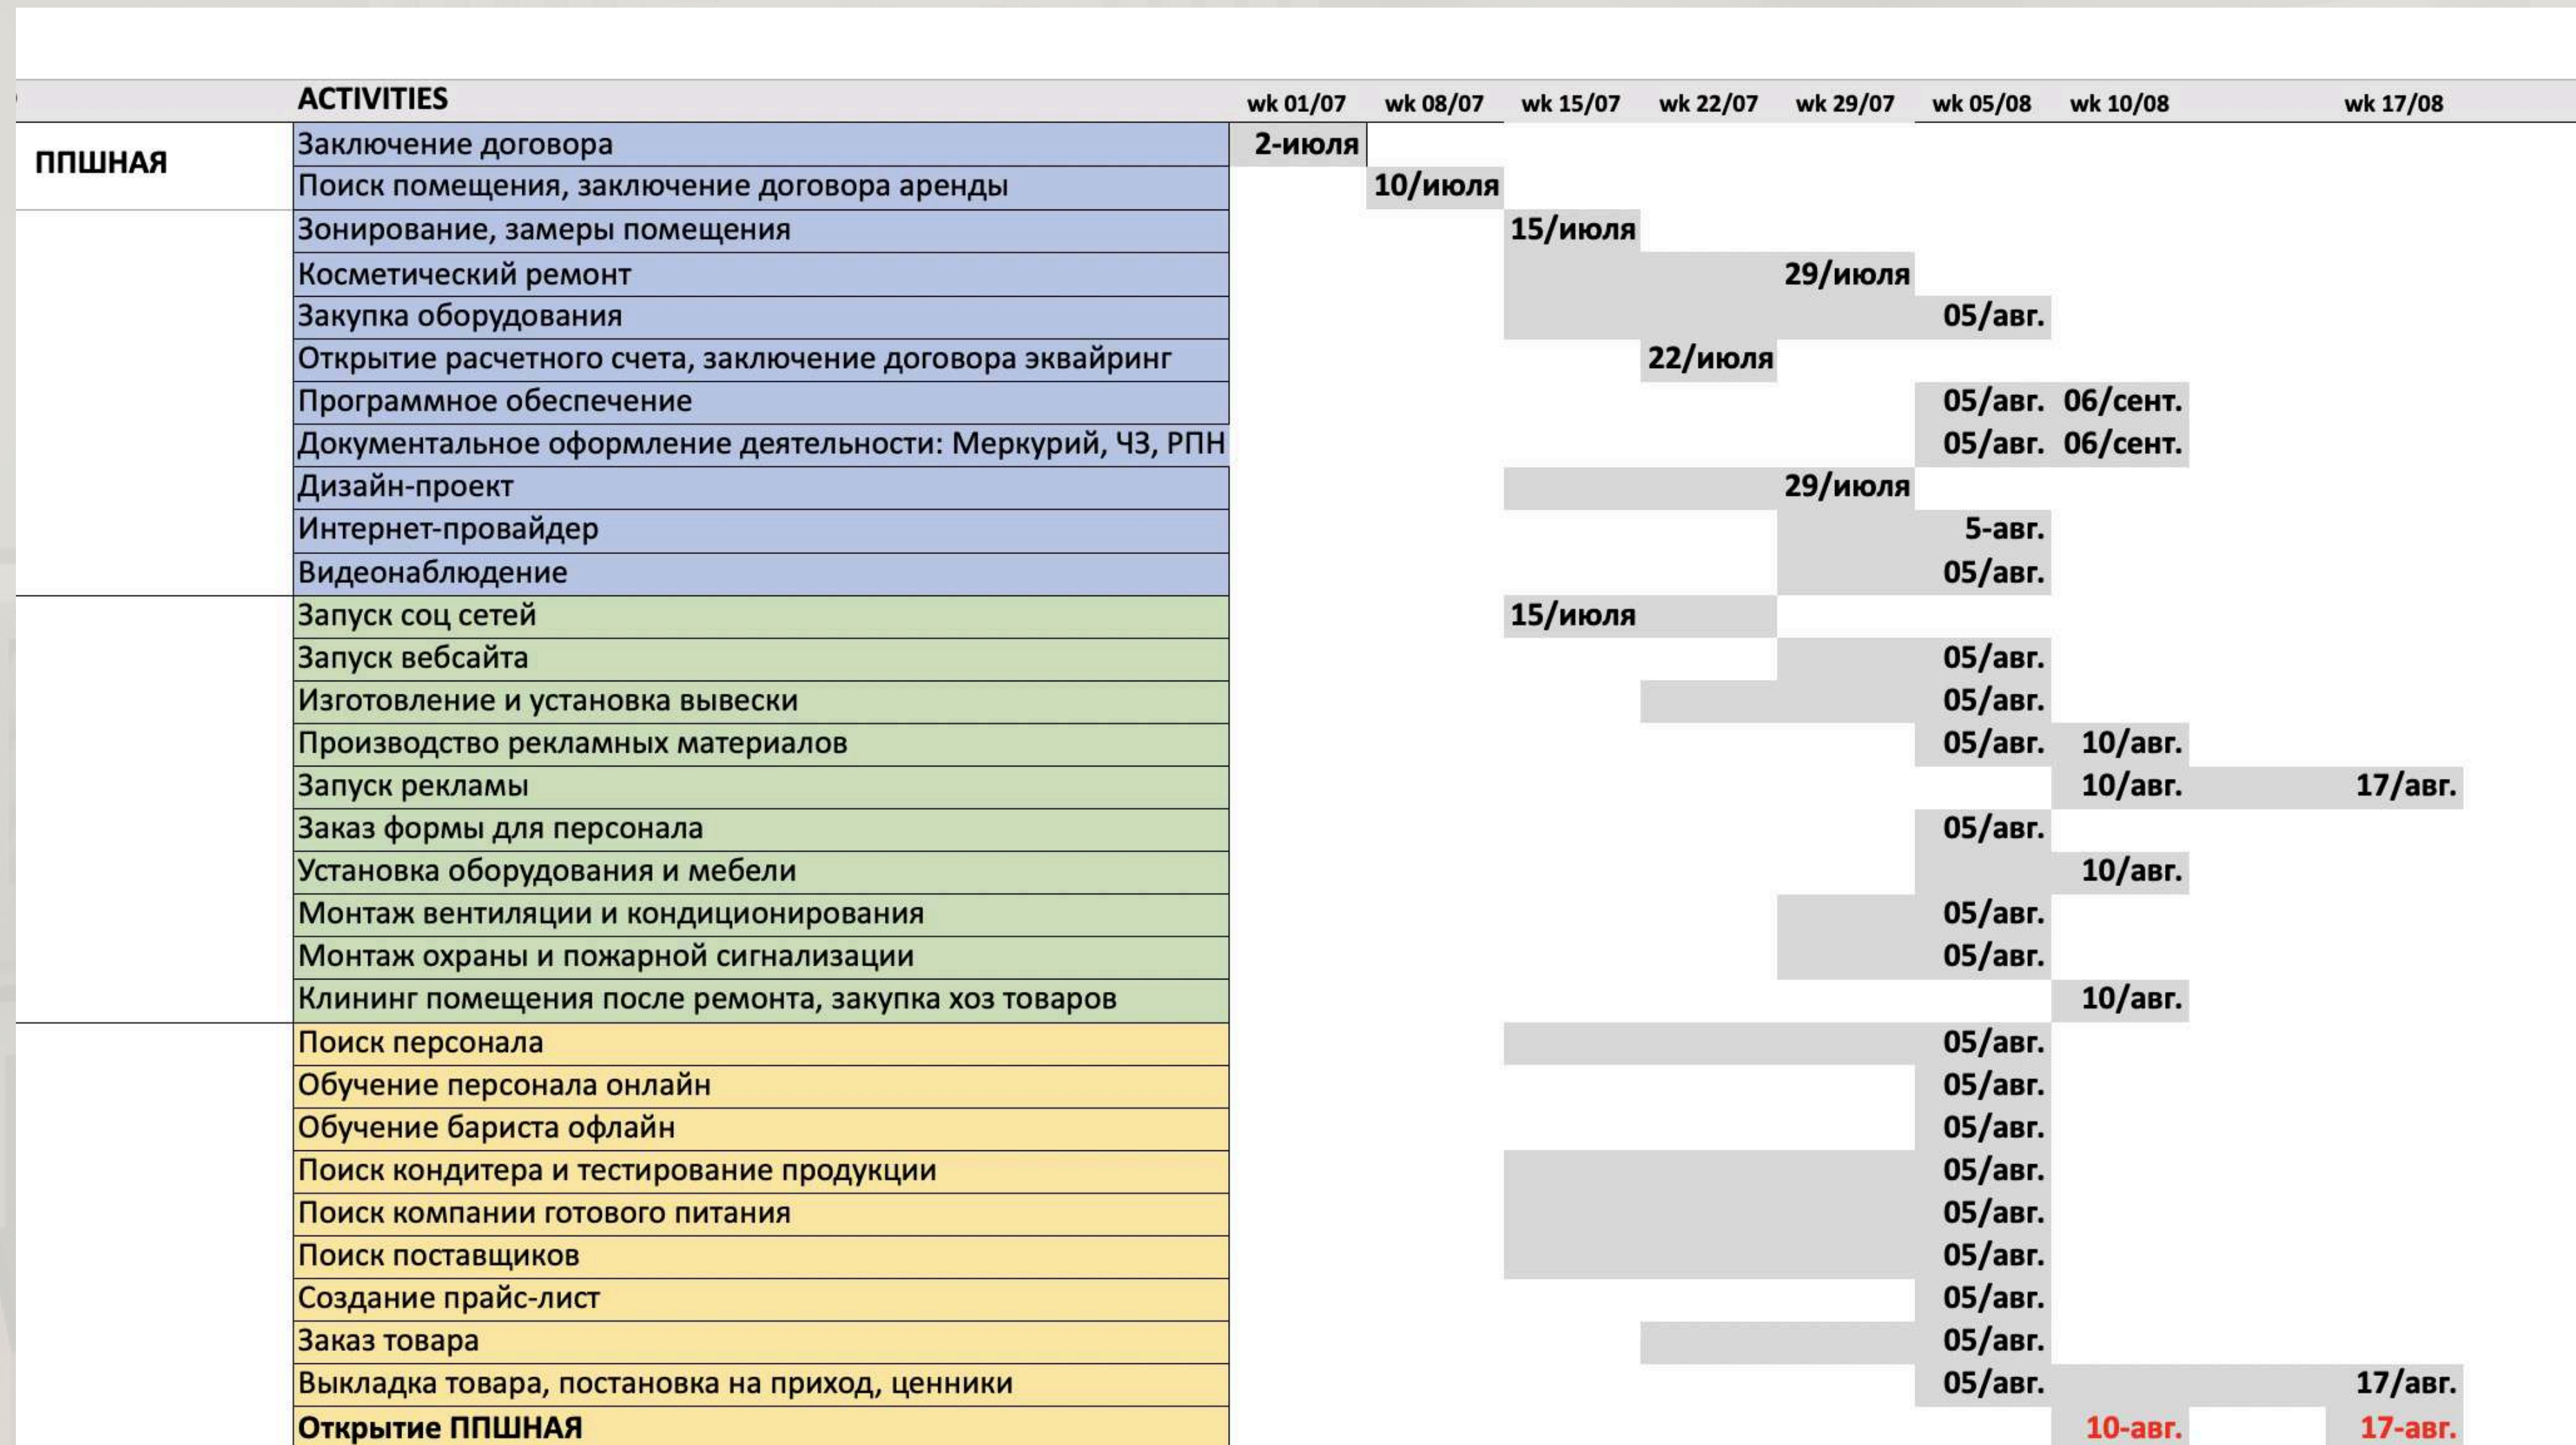 ACTIVITIES wk 01/07 wk 08/07 wk 15/07 wk 22/07 wk 29/07 wk 05/08 wk 10/08 wk 17/08
ППШНАЯ
Заключение договора 2-июля
Поиск помещения, заключение договора аренды 10/июля
Зонирование, замеры помещения 15/июля
Косметический ремонт 29/июля
Закупка оборудования 05/авг.
Открытие расчетного счета, заключение договора эквайринг 22/июля
Программное обеспечение 05/авг. 06/сент.
Документальное оформление деятельности: Меркурий, ЧЗ, РПН 05/авг. 06/сент.
Дизайн-проект 29/июля
Интернет-провайдер 5-авг.
Видеонаблюдение 05/авг.
Запуск соц сетей 15/июля
Запуск вебсайта 05/авг.
Изготовление и установка вывески 05/авг.
Производство рекламных материалов 05/авг. 10/авг.
Запуск рекламы 10/авг. 17/авг.
Заказ формы для персонала 05/авг.
Установка оборудования и мебели 10/авг.
Монтаж вентиляции и кондиционирования 05/авг.
Монтаж охраны и пожарной сигнализации 05/авг.
Клининг помещения после ремонта, закупка хоз товаров 10/авг.
Поиск персонала 05/авг.
Обучение персонала онлайн 05/авг.
Обучение бариста офлайн 05/авг.
Поиск кондитера и тестирование продукции 05/авг.
Поиск компании готового питания 05/авг.
Поиск поставщиков 05/авг.
Создание прайс-лист 05/авг.
Заказ товара 05/авг.
Выкладка товара, постановка на приход, ценники 05/авг. 17/авг.
Открытие ППШНАЯ 10-авг. 17-авг.